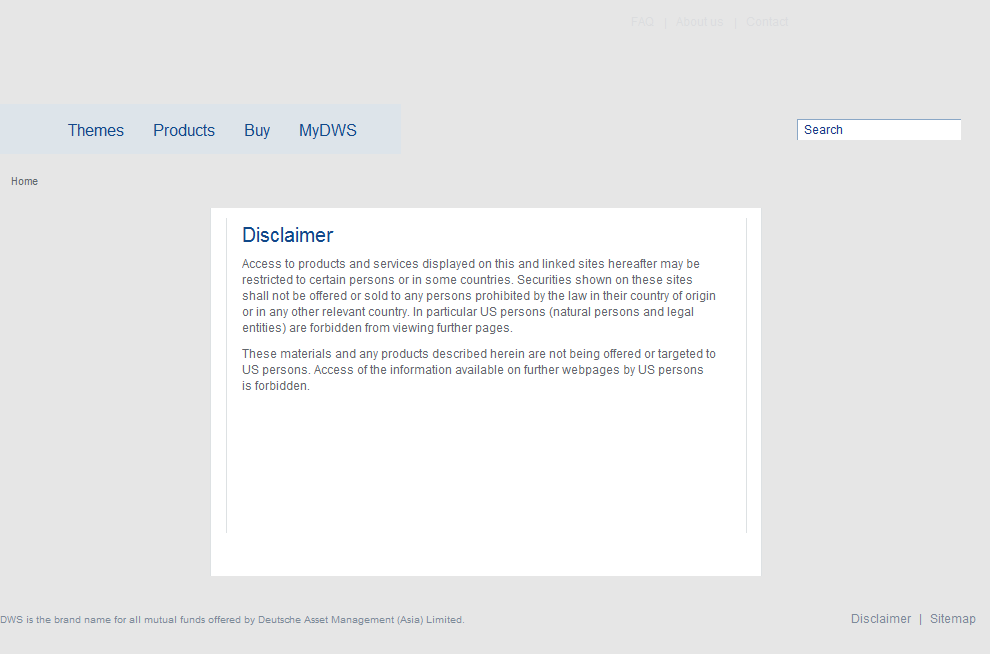 FAQ | About us | Contact
Themes Products Buy MyDWS
Search
Home
Disclaimer
Access to products and services displayed on this and linked sites hereafter may be
restricted to certain persons or in some countries. Securities shown on these sites
shall not be offered or sold to any persons prohibited by the law in their country of origin
or in any other relevant country. In particular US persons (natural persons and legal
entities) are forbidden from viewing further pages.
These materials and any products described herein are not being offered or targeted to
US persons. Access of the information available on further webpages by US persons
is forbidden.
DWS is the brand name for all mutual funds offered by Deutsche Asset Management (Asia) Limited.
Disclaimer | Sitemap